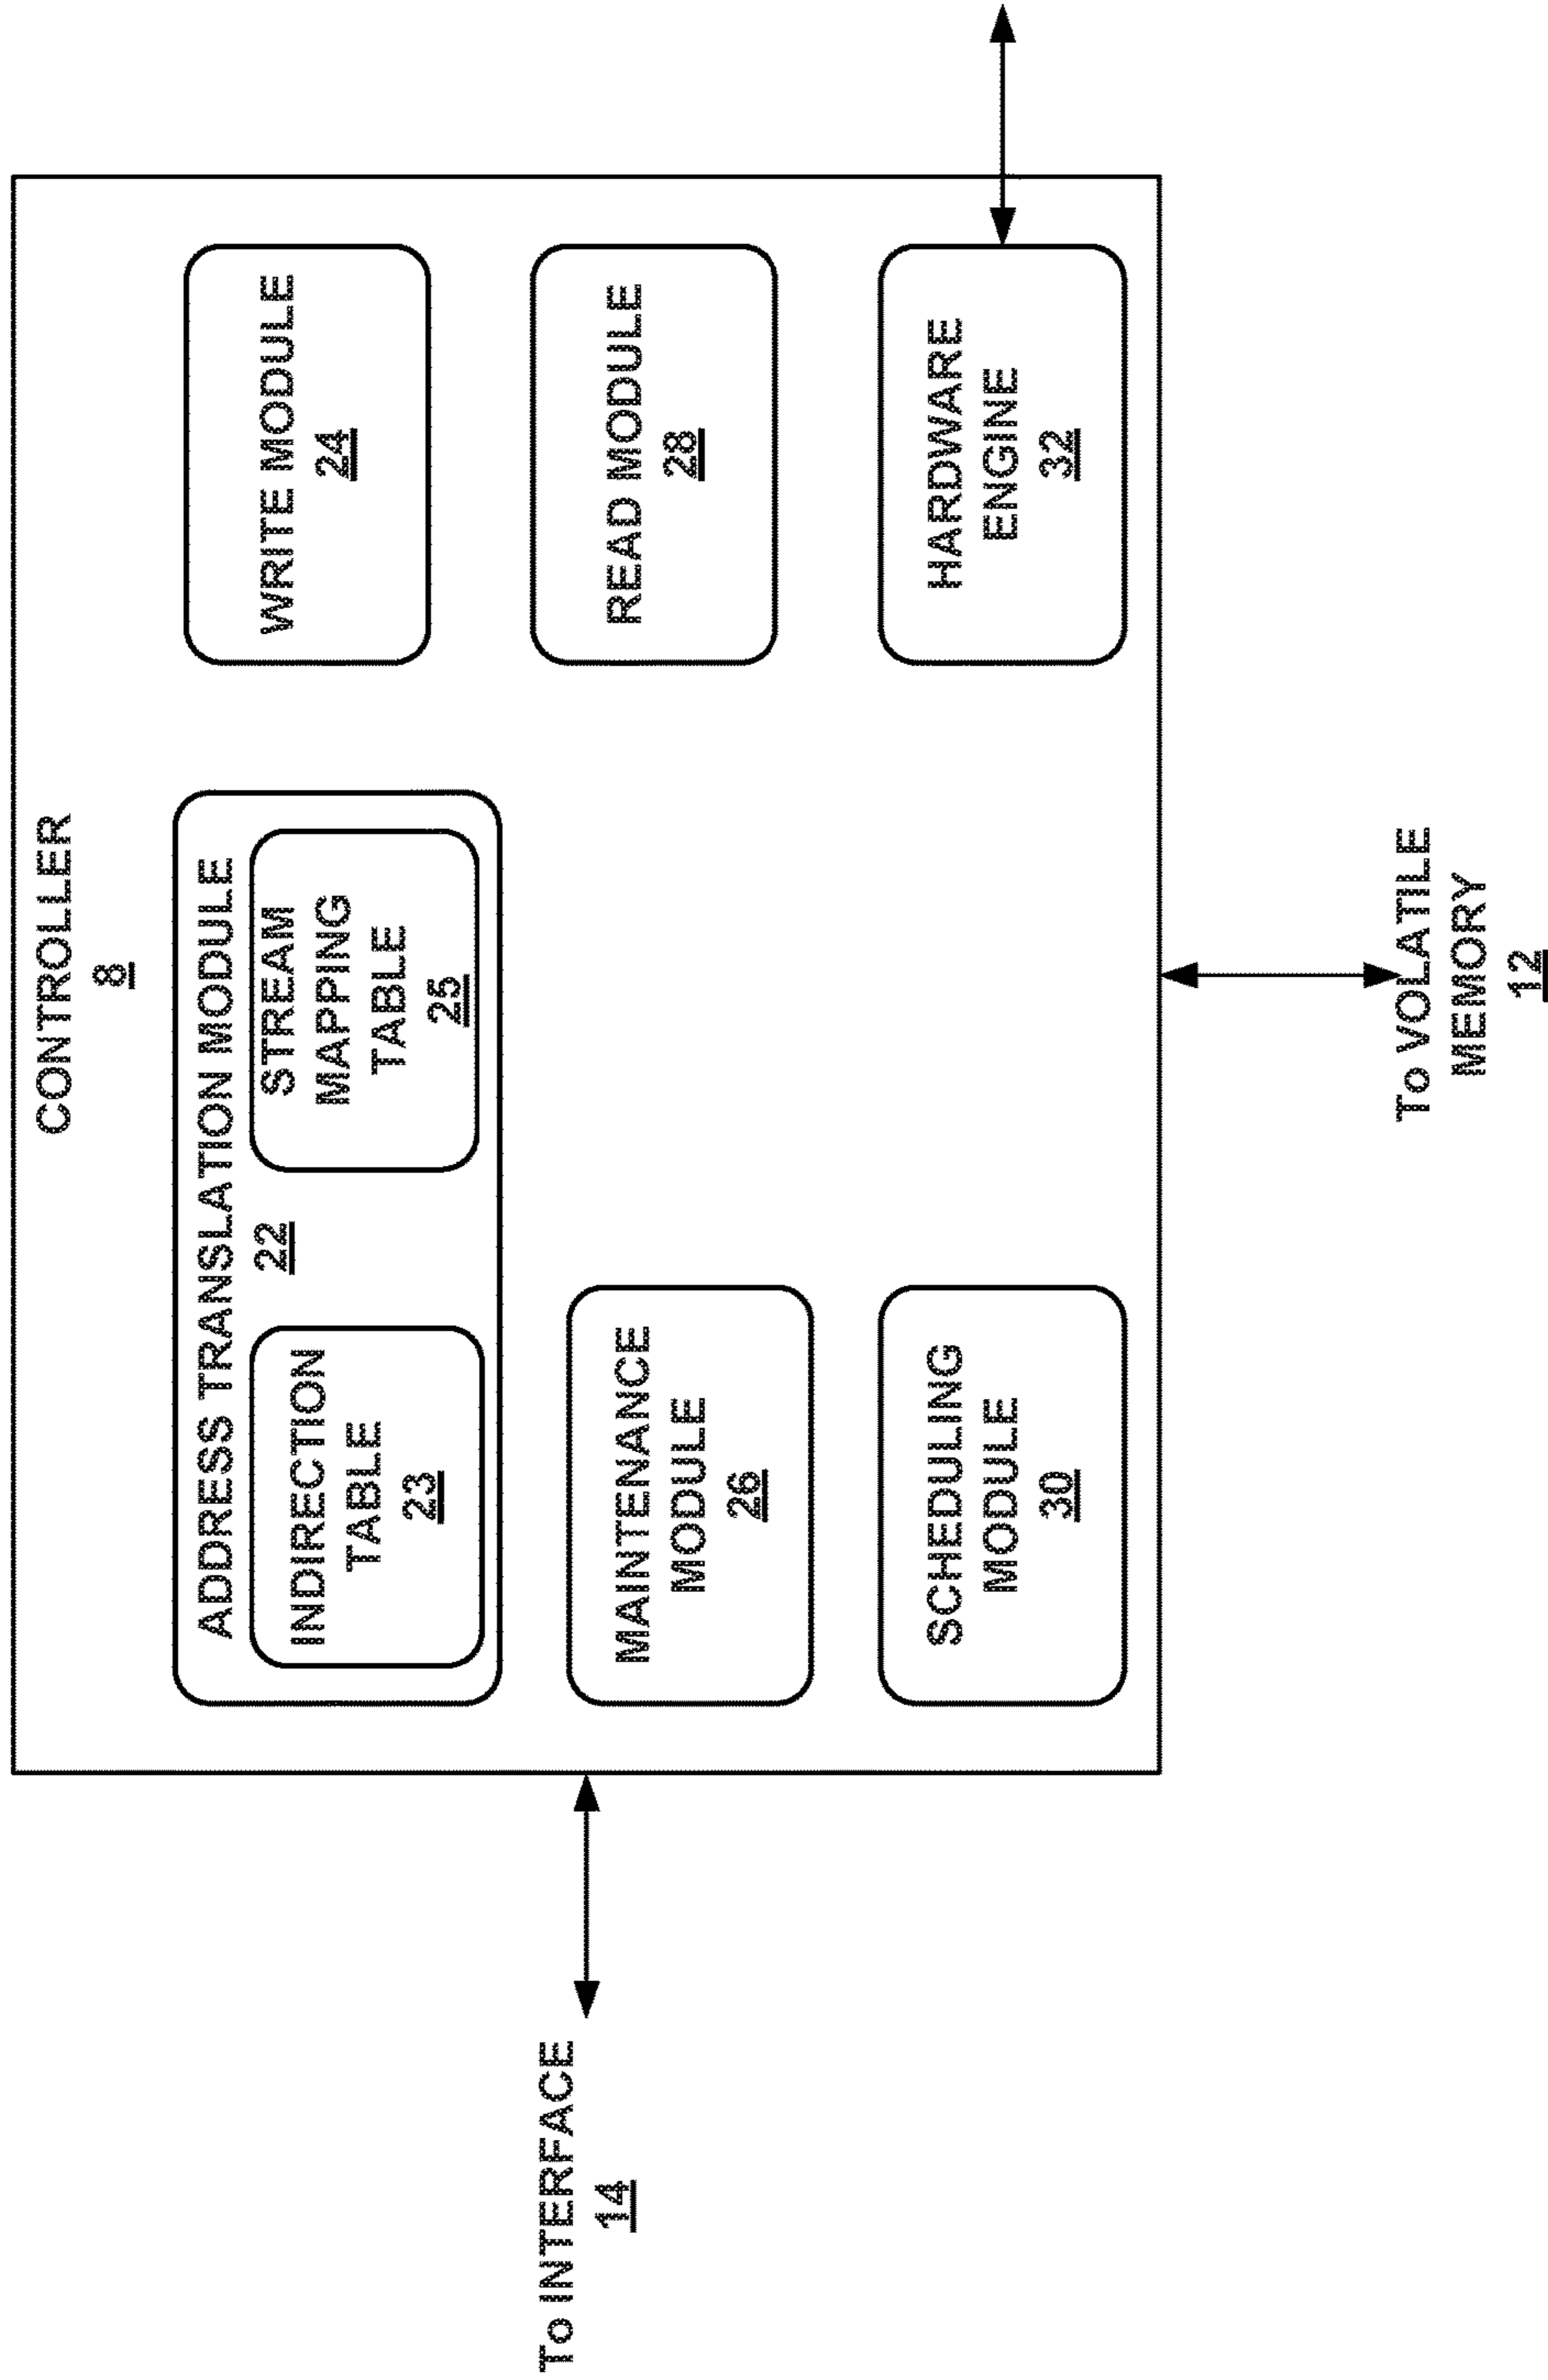 CONTROLLER
8
ADDRESS TRANSLATION MODULE
22
INDIRECTION
TABLE
23
STREAM
MAPPING
TABLE
25
WRITE MODULE
24
MAINTENANCE
MODULE
26
READ MODULE
28
SCHEDULING
MODULE
30
HARDWARE
ENGINE
32
To INTERFACE
14
To VOLATILE
MEMORY
12